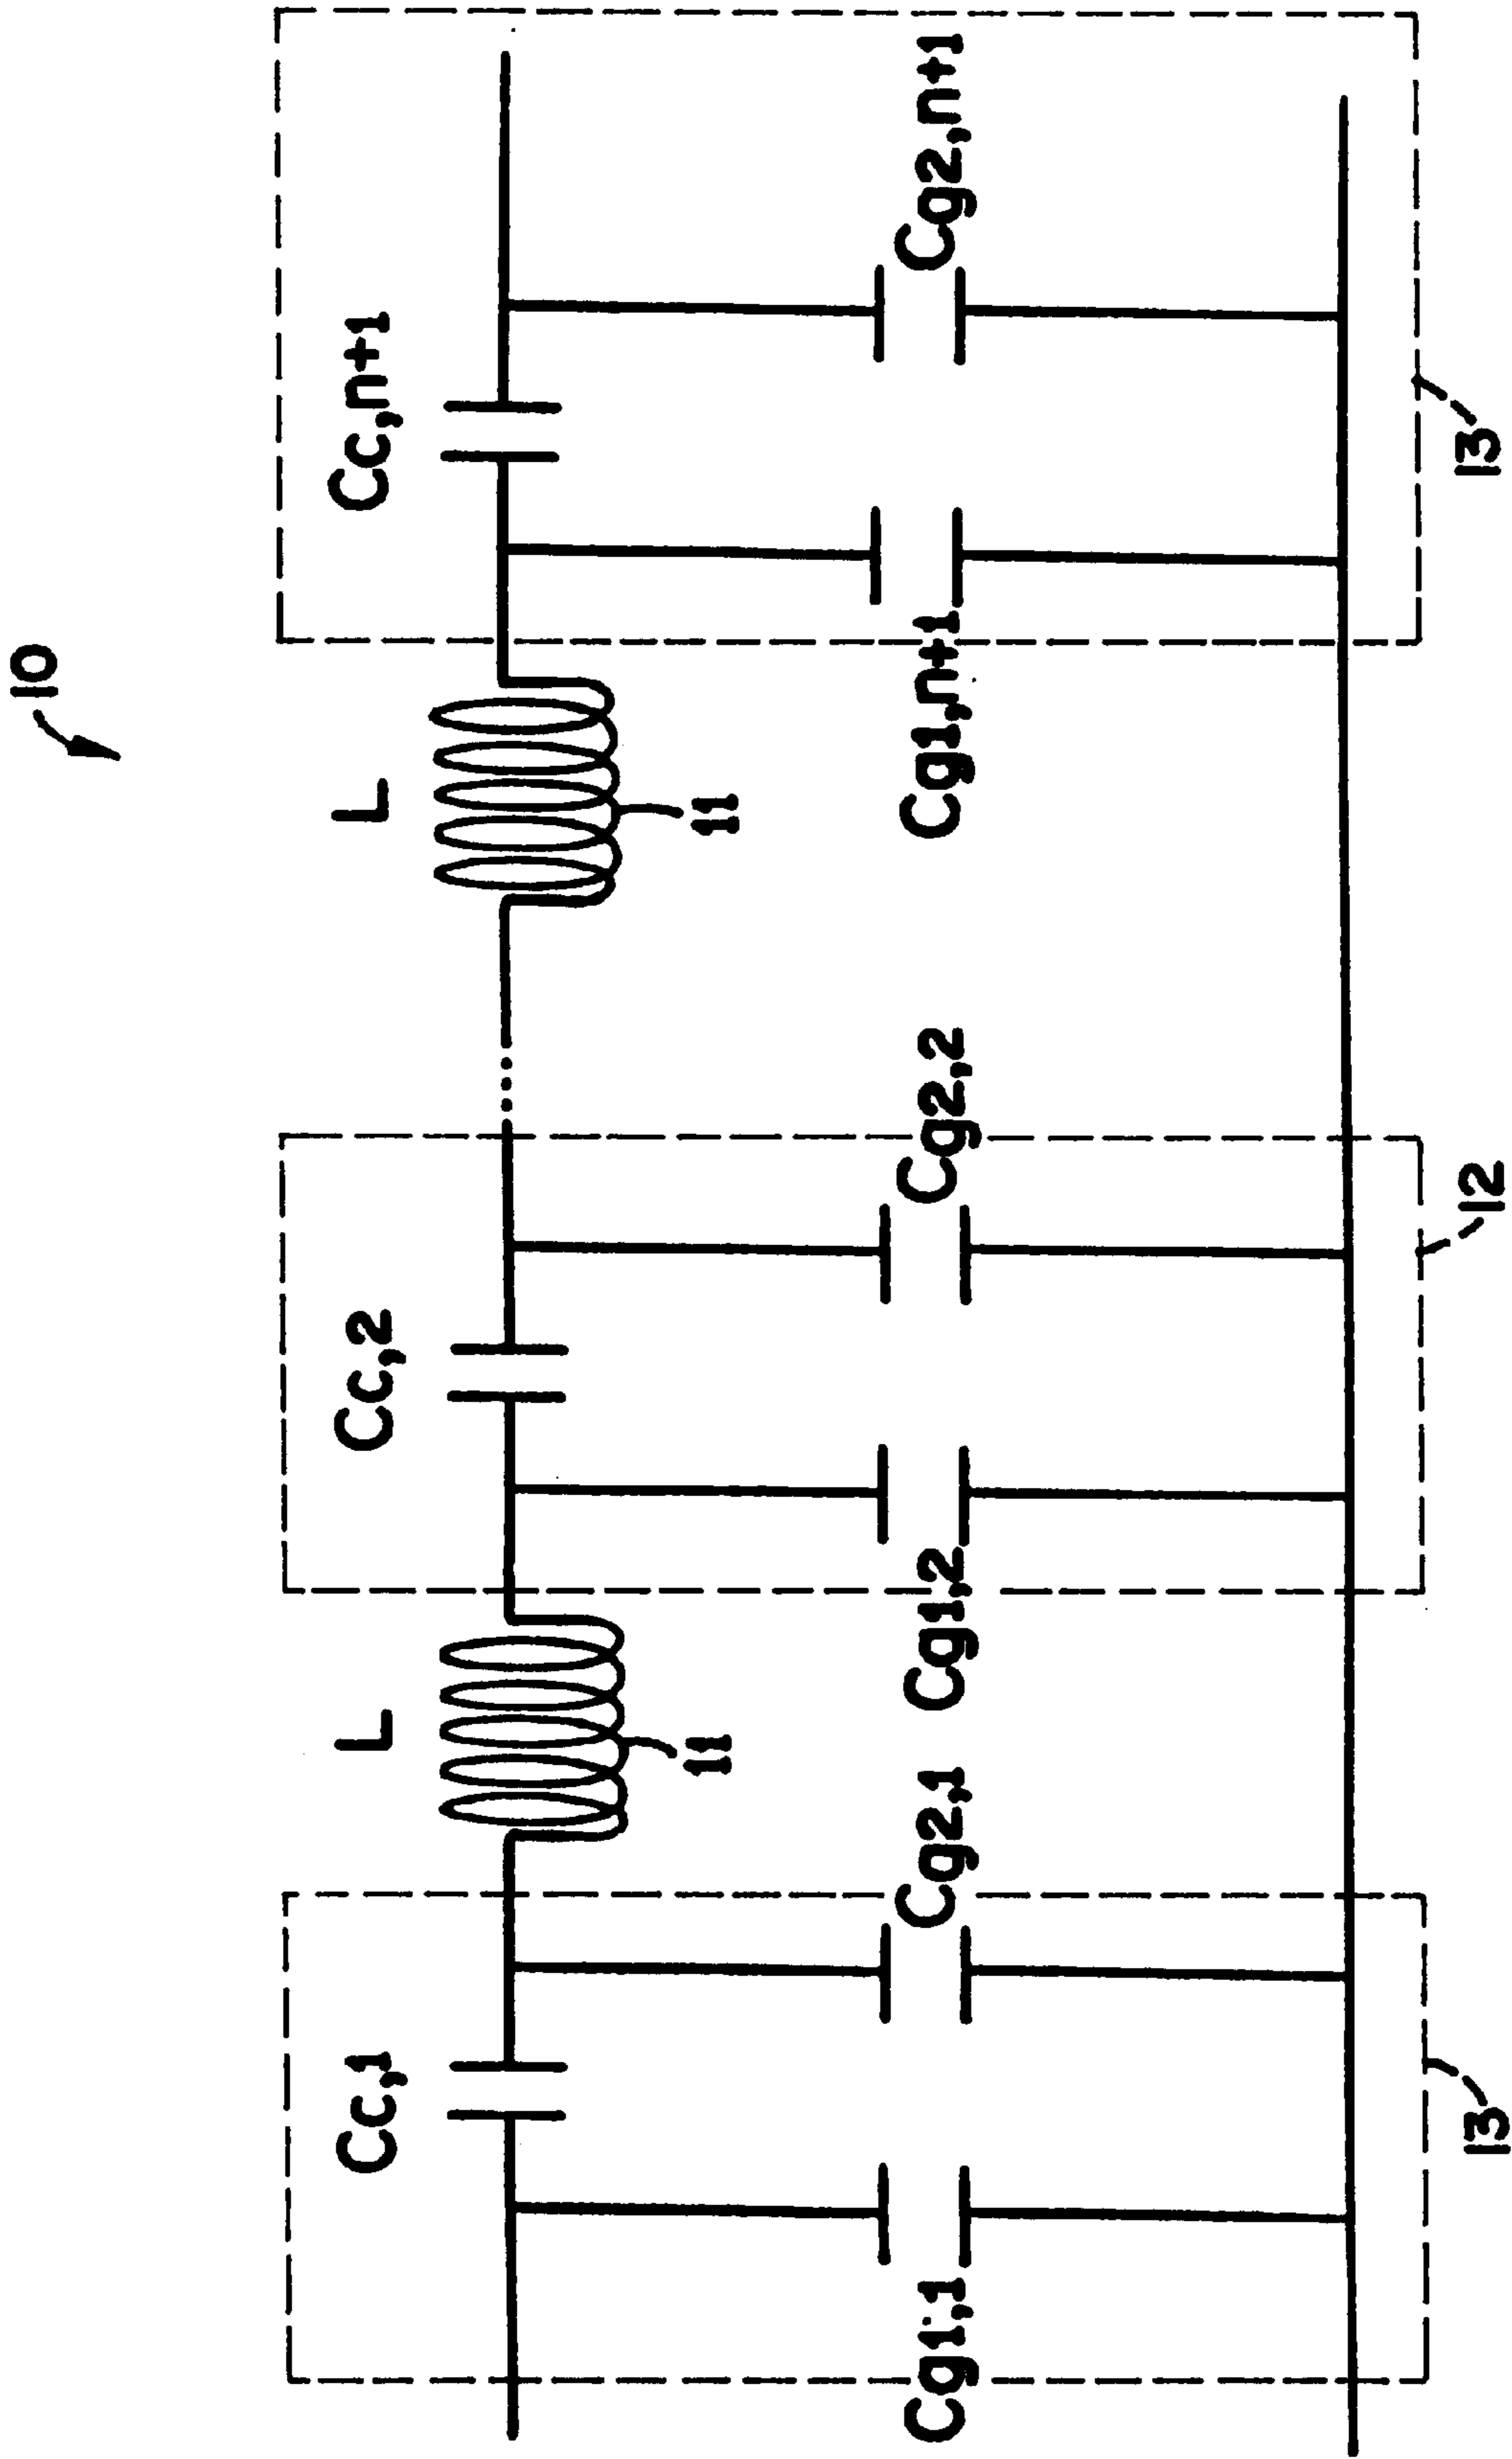 10
Cc,1
L
Cc,2
L
Cc,n+1
11
11
Cg1,1
Cg2,1
Cg1,2
Cg2,2
Cg1,n+1
Cg2,n+1
13
12
13